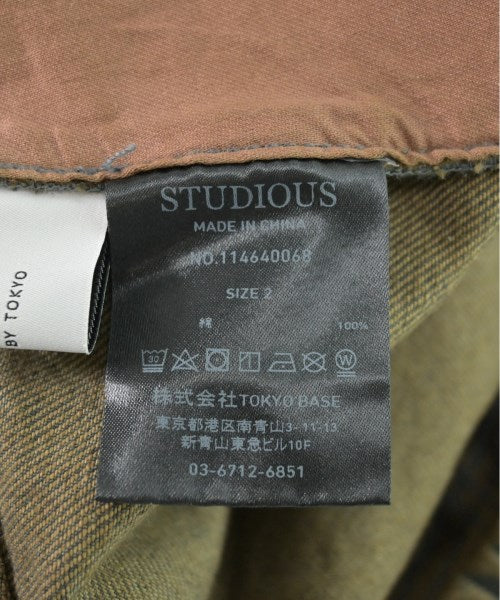 STUDIOUS
MADE IN CHINA
NO.114640068
SIZE 2
綿 100%
株式会社TOKYO BASE
東京都港区南青山3-11-13
新青山東急ビル10F
03-6712-6851
BY TOKYO